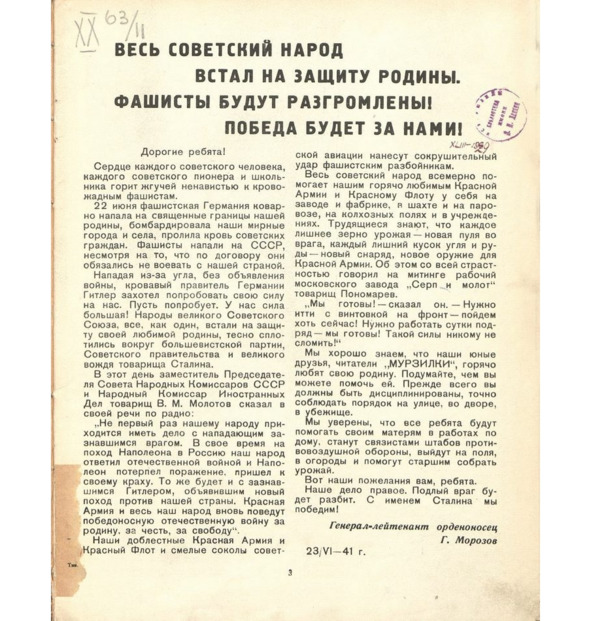 XX 63/11
ВЕСЬ СОВЕТСКИЙ НАРОД
ВСТАЛ НА ЗАЩИТУ РОДИНЫ.
ФАШИСТЫ БУДУТ РАЗГРОМЛЕНЫ!
ПОБЕДА БУДЕТ ЗА НАМИ!
Дорогие ребята!
Сердце каждого советского человека,
каждого советского пионера и школь-
ника горит жгучей ненавистью к крово-
жадным фашистам.
22 июня фашистская Германия ковар-
но напала на священные границы нашей
родины, бомбардировала наши мирные
города и села, пролила кровь советских
граждан. Фашисты напали на СССР,
несмотря на то, что по договору они
обязались не воевать с нашей страной.
Нападая из-за угла, без объявления
войны, кровавый правитель Германии
Гитлер захотел попробовать свою силу
на нас. Пусть попробует. У нас сила
большая! Народы великого Советского
Союза, все, как один, встали на защи-
ту своей любимой родины, тесно спло-
тились вокруг большевистской партии,
Советского правительства и великого
вождя товарища Сталина.
В этот день заместитель Председате-
ля Совета Народных Комиссаров СССР
и Народный Комиссар Иностранных
Дел товарищ В. М. Молотов сказал в
своей речи по радио:
„Не первый раз нашему народу при-
ходится иметь дело с нападающим за-
знавшимся врагом. В свое время на
поход Наполеона в Россию наш народ
ответил отечественной войной и Напо-
леон потерпел поражение. пришел к
своему краху. То же будет и с зазнав-
шимся Гитлером, объявившим новый
поход против нашей страны. Красная
Армия и весь наш народ вновь поведут
победоносную отечественную войну за
родину. за честь, за свободу“.
Наши доблестные Красная Армия и
Красный Флот и смелые соколы совет-
ской авиации нанесут сокрушительный
удар фашистским разбойникам.
Весь советский народ всемерно по-
могает нашим горячо любимым Красной
Армии и Красному Флоту у себя на
заводе и фабрике, в шахте и на паро-
возе, на колхозных полях и в учрежде-
ниях. Трудящиеся знают, что каждое
лишнее зерно урожая — новая пуля во
врага, каждый лишний кусок угля и ру-
ды — новый снаряд, новое оружие для
Красной Армии. Об этом со всей страст-
ностью говорил на митинге рабочий
московского завода „Серп и молот“
товарищ Пономарев.
„Мы готовы! — сказал он. — Нужно
итти с винтовкой на фронт — пойдем
хоть сейчас! Нужно работать сутки под-
ряд — мы готовы! Такой силы никому не
сломить!“
Мы хорошо знаем, что наши юные
друзья, читатели „МУРЗИЛКИ“, горячо
любят свою родину. Подумайте, чем вы
можете помочь ей. Прежде всего вы
должны быть дисциплинированы, точно
соблюдать порядок на улице, во дворе,
в убежище.
Мы уверены, что все ребята будут
помогать своим матерям в работах по
дому, станут связистами штабов проти-
вовоздушной обороны, выйдут на поля,
в огороды и помогут старшим собрать
урожай.
Вот наши пожелания вам, ребята.
Наше дело правое. Подлый враг бу-
дет разбит. С именем Сталина мы
победим!
Генерал-лейтенант орденоносец
Г. Морозов
23/VI—41 г.
3